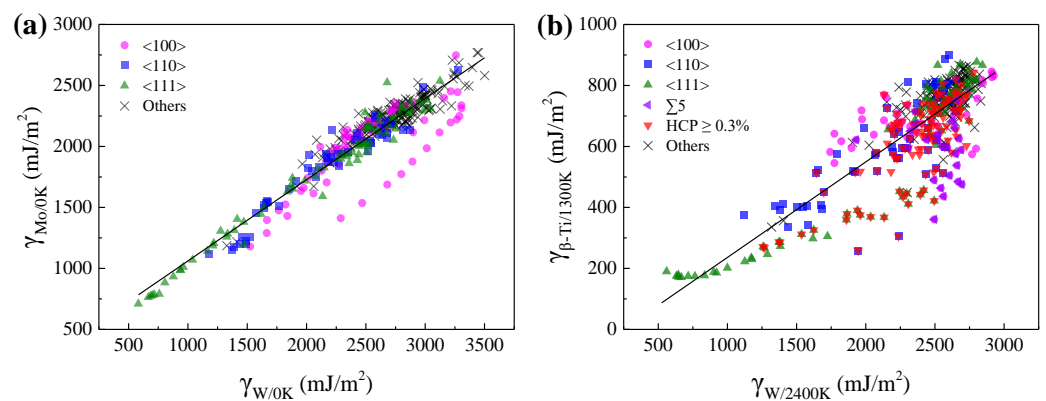 (a)
3000
2500
2000
1500
1000
500
γMo/0K (mJ/m²)
<100>
<110>
<111>
Others
500 1000 1500 2000 2500 3000 3500
γW/0K (mJ/m²)
(b)
1000
800
600
400
200
0
γβ-Ti/1300K (mJ/m²)
<100>
<110>
<111>
∑5
HCP ≥ 0.3%
Others
500 1000 1500 2000 2500 3000
γW/2400K (mJ/m²)